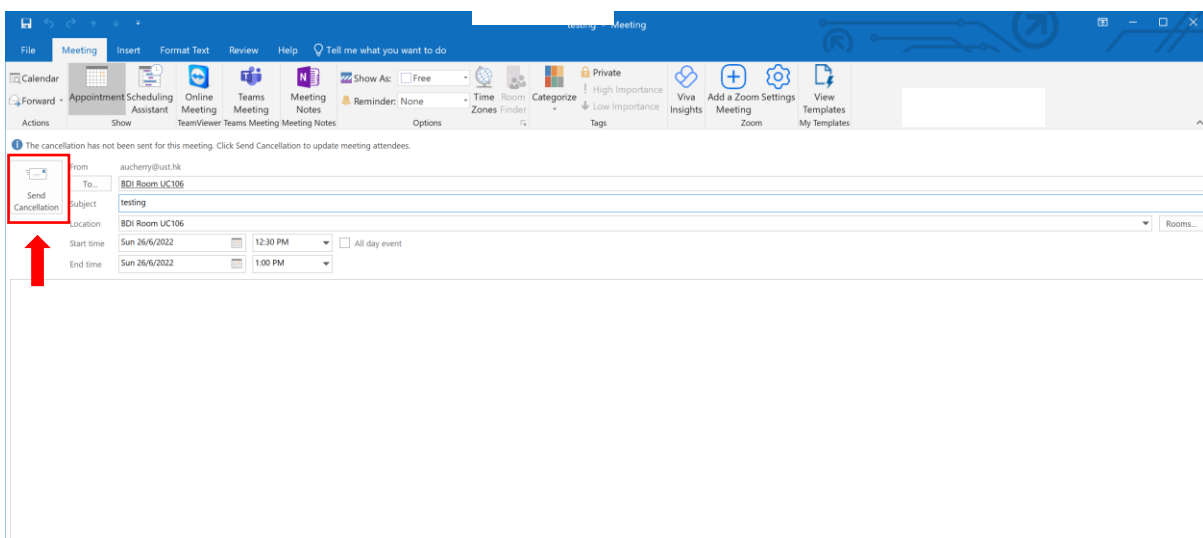 testing - Meeting
File Meeting Insert Format Text Review Help Tell me what you want to do
Calendar
Forward
Actions
Appointment
Scheduling
Assistant
Show
Online
Meeting
TeamViewer
Teams
Meeting
Teams Meeting
Meeting
Notes
Meeting Notes
Show As: Free
Reminder: None
Time
Zones
Room
Finder
Options
Categorize
Private
High Importance
Low Importance
Tags
Viva
Insights
Add a Zoom
Meeting
Settings
Zoom
View
Templates
My Templates
The cancellation has not been sent for this meeting. Click Send Cancellation to update meeting attendees.
Send
Cancellation
From aucherry@ust.hk
To... BDI Room UC106
Subject testing
Location BDI Room UC106 Rooms...
Start time Sun 26/6/2022 12:30 PM All day event
End time Sun 26/6/2022 1:00 PM